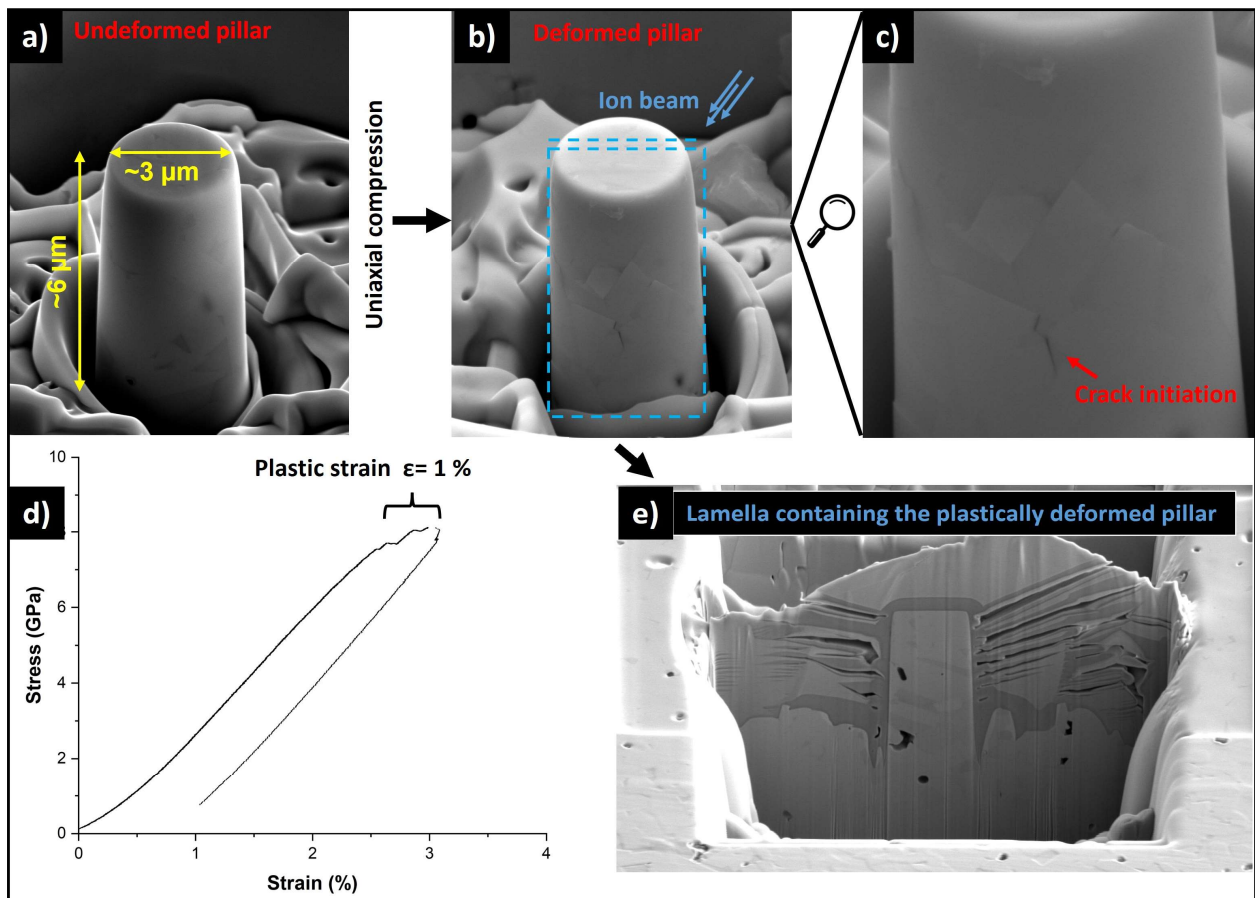 a) Undeformed pillar
~3 μm
~6 μm
Uniaxial compression
b) Deformed pillar
Ion beam
c)
Crack initiation
d)
Plastic strain ε= 1 %
10
8
6
4
2
0
Stress (GPa)
0 1 2 3 4
Strain (%)
e) Lamella containing the plastically deformed pillar